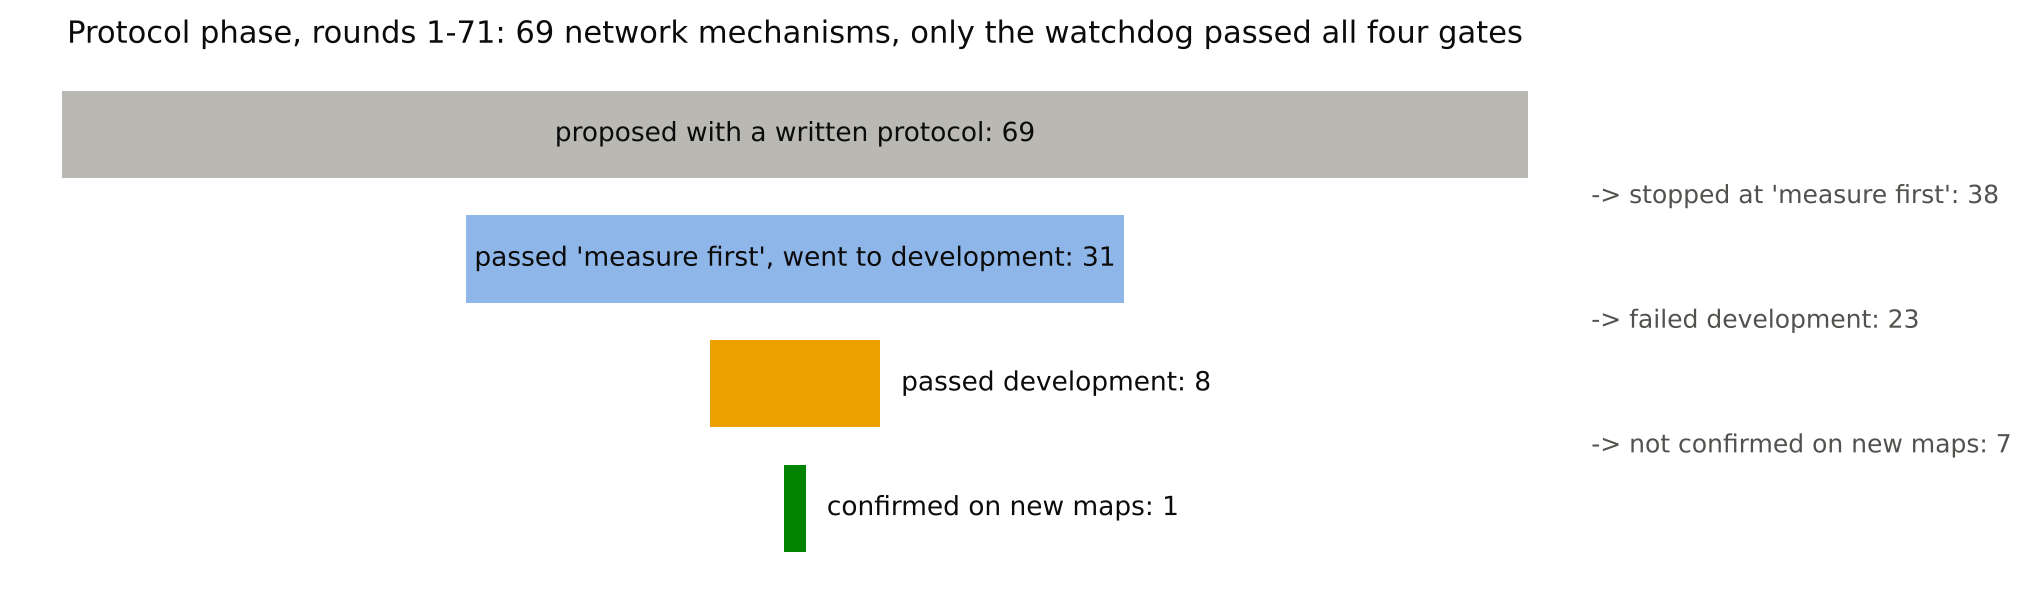 Protocol phase, rounds 1-71: 69 network mechanisms, only the watchdog passed all four gates
proposed with a written protocol: 69
-> stopped at 'measure first': 38
passed 'measure first', went to development: 31
-> failed development: 23
passed development: 8
-> not confirmed on new maps: 7
confirmed on new maps: 1